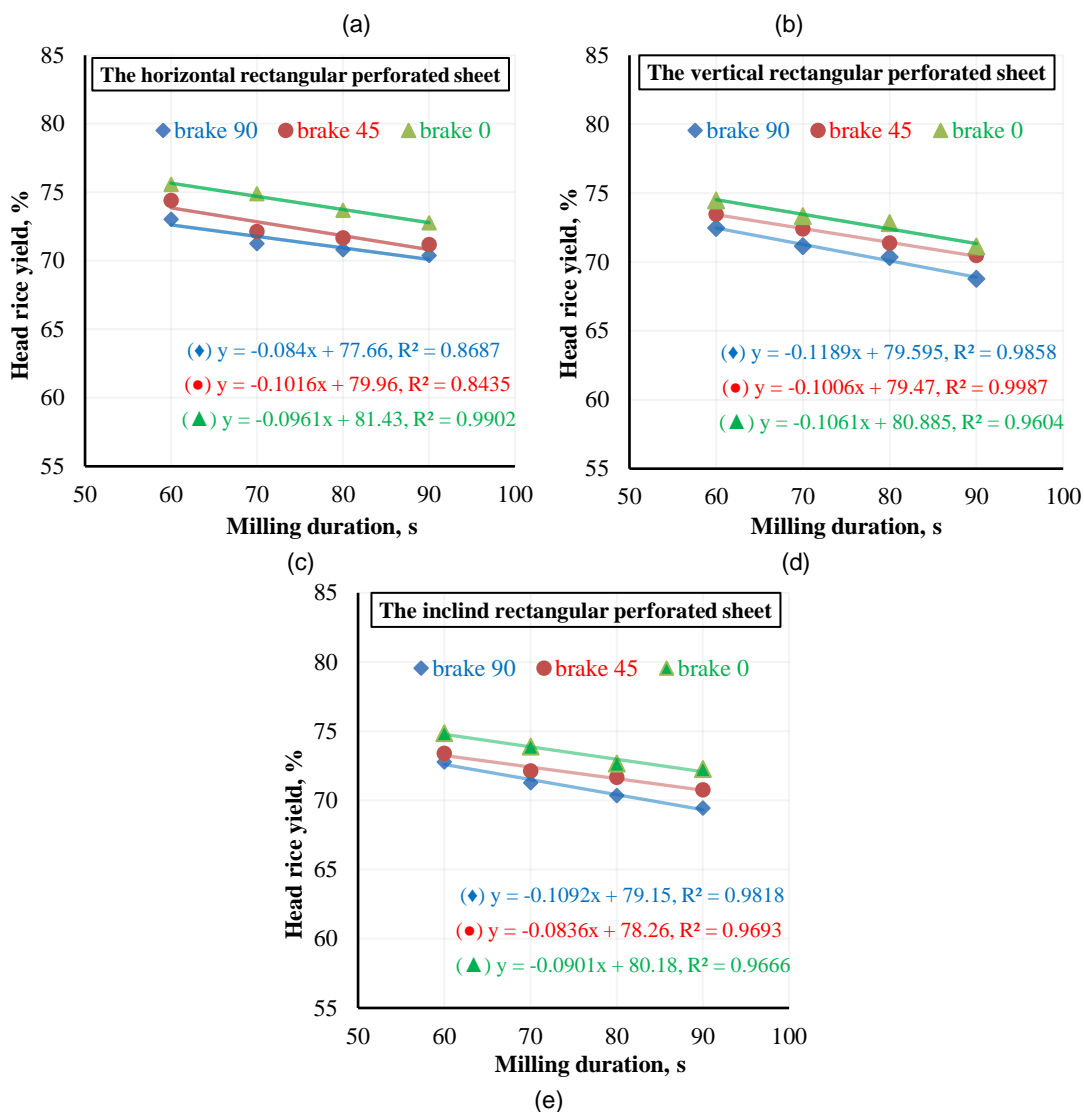 (a)
(b)
The horizontal rectangular perforated sheet
brake 90 brake 45 brake 0
Head rice yield, %
85
80
75
70
65
60
55
(♦) y = -0.084x + 77.66, R² = 0.8687
(●) y = -0.1016x + 79.96, R² = 0.8435
(▲) y = -0.0961x + 81.43, R² = 0.9902
50 60 70 80 90 100
Milling duration, s
The vertical rectangular perforated sheet
brake 90 brake 45 brake 0
Head rice yield, %
85
80
75
70
65
60
55
(♦) y = -0.1189x + 79.595, R² = 0.9858
(●) y = -0.1006x + 79.47, R² = 0.9987
(▲) y = -0.1061x + 80.885, R² = 0.9604
50 60 70 80 90 100
Milling duration, s
(c)
(d)
The inclind rectangular perforated sheet
brake 90 brake 45 brake 0
Head rice yield, %
85
80
75
70
65
60
55
(♦) y = -0.1092x + 79.15, R² = 0.9818
(●) y = -0.0836x + 78.26, R² = 0.9693
(▲) y = -0.0901x + 80.18, R² = 0.9666
50 60 70 80 90 100
Milling duration, s
(e)